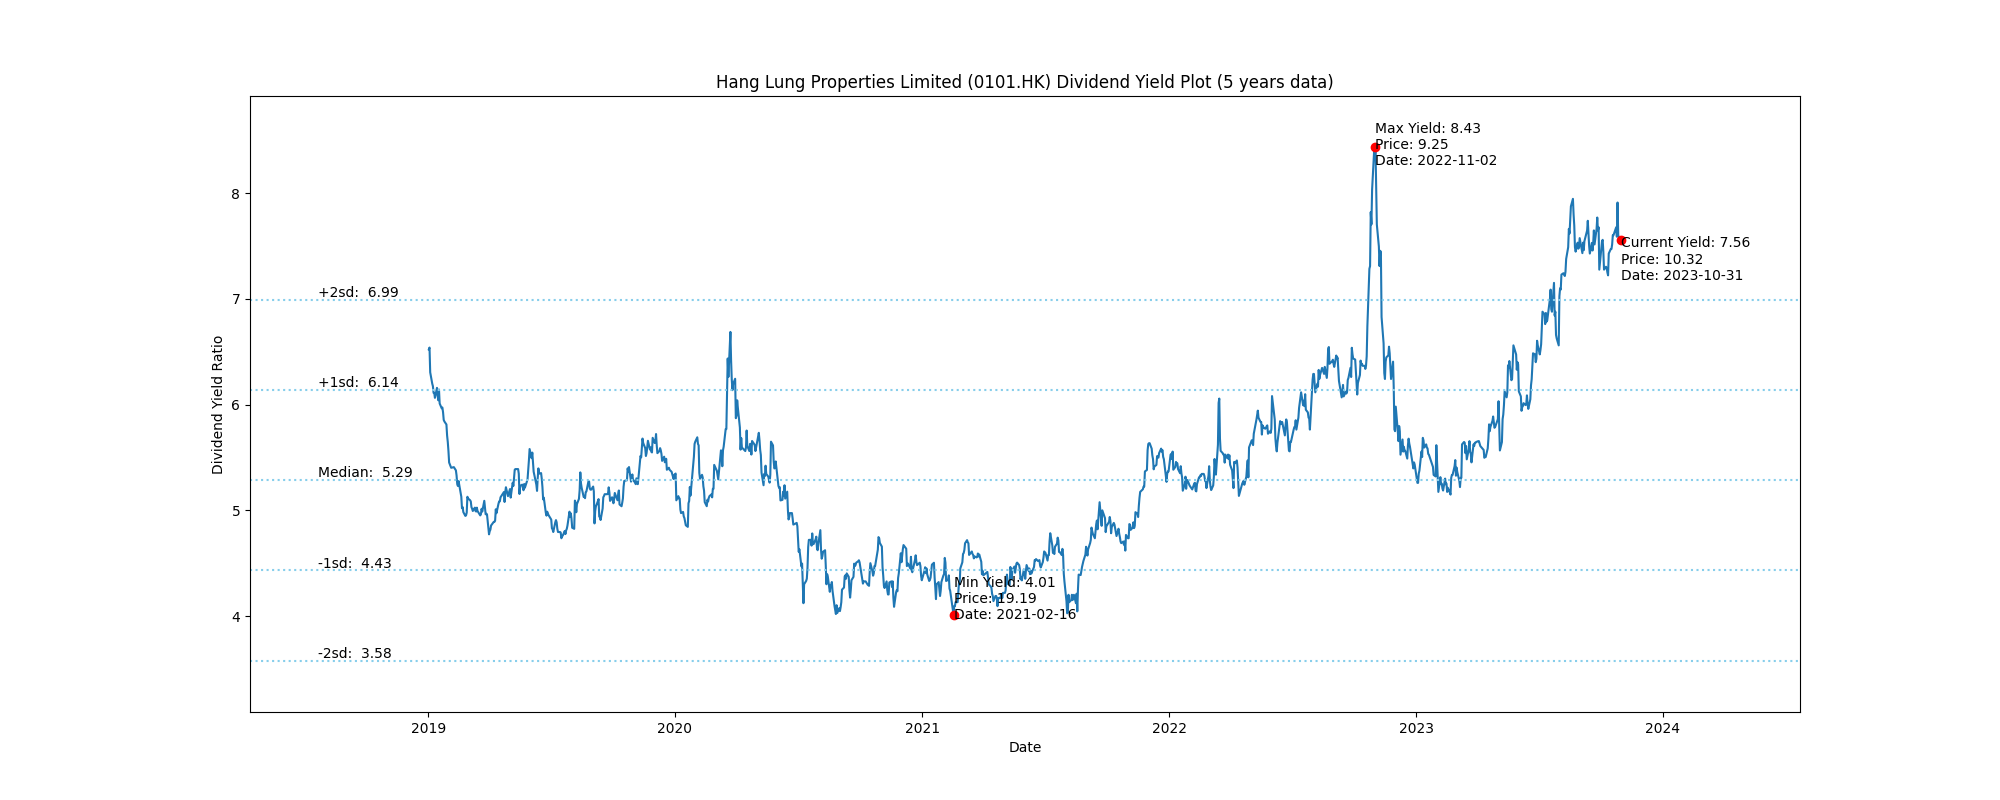 Hang Lung Properties Limited (0101.HK) Dividend Yield Plot (5 years data)
Max Yield: 8.43
Price: 9.25
Date: 2022-11-02
Current Yield: 7.56
Price: 10.32
Date: 2023-10-31
Min Yield: 4.01
Price: 19.19
Date: 2021-02-16
+2sd:  6.99
+1sd:  6.14
Median:  5.29
-1sd:  4.43
-2sd:  3.58
Dividend Yield Ratio
8
7
6
5
4
2019 2020 2021 2022 2023 2024
Date